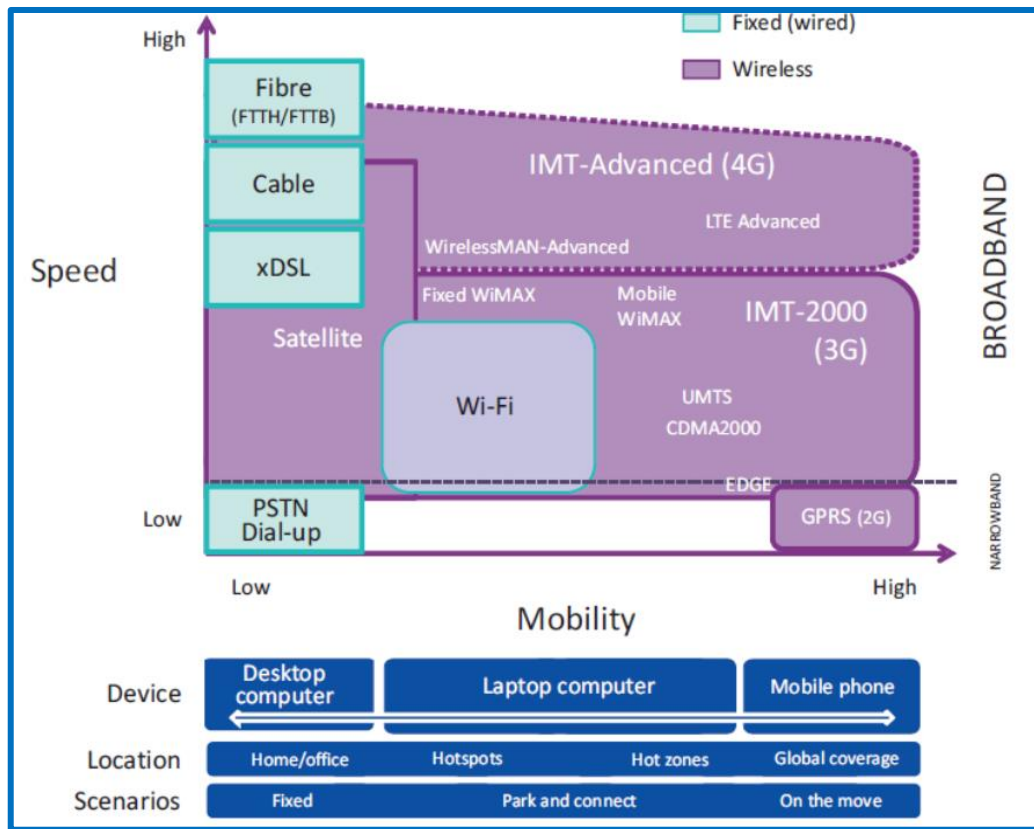 High
Fixed (wired)
Wireless
Fibre
(FTTH/FTTB)
IMT-Advanced (4G)
Cable
LTE Advanced
WirelessMAN-Advanced
Speed
xDSL
Fixed WiMAX
Mobile
WiMAX
IMT-2000
(3G)
Satellite
Wi-Fi
UMTS
CDMA2000
EDGE
BROADBAND
Low
PSTN
Dial-up
GPRS (2G)
NARROWBAND
Low
High
Mobility
Device
Desktop
computer
Laptop computer
Mobile phone
Location
Home/office
Hotspots
Hot zones
Global coverage
Scenarios
Fixed
Park and connect
On the move